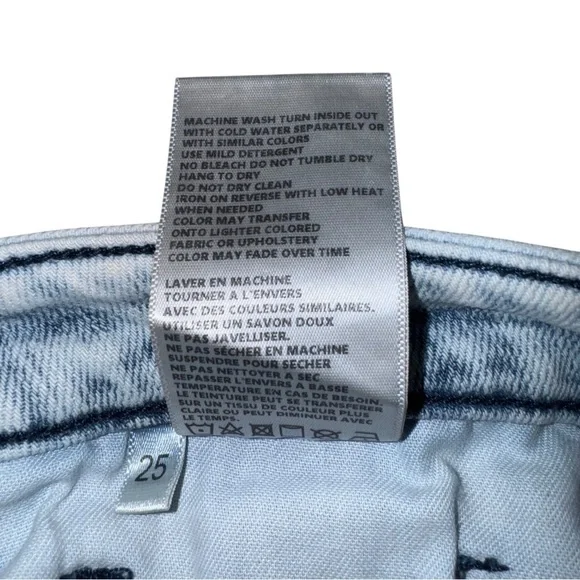 MACHINE WASH TURN INSIDE OUT
WITH COLD WATER SEPARATELY OR
WITH SIMILAR COLORS
USE MILD DETERGENT
NO BLEACH DO NOT TUMBLE DRY
HANG TO DRY
DO NOT DRY CLEAN
IRON ON REVERSE WITH LOW HEAT
WHEN NEEDED
COLOR MAY TRANSFER
ONTO LIGHTER COLORED
FABRIC OR UPHOLSTERY
COLOR MAY FADE OVER TIME
LAVER EN MACHINE
TOURNER A L'ENVERS
AVEC DES COULEURS SIMILAIRES.
UTILISER UN SAVON DOUX
NE PAS JAVELLISER.
NE PAS SÉCHER EN MACHINE
SUSPENDRE POUR SÉCHER
NE PAS NETTOYER A SEC
REPASSER L'ENVERS A BASSE
TEMPERATURE EN CAS DE BESOIN.
LE TEINTURE PEUT SE TRANSFERER
SUR UN TISSU DE COULEUR PLUS
CLAIRE OU PEUT DIMINUER AVEC
LE TEMPS.
25